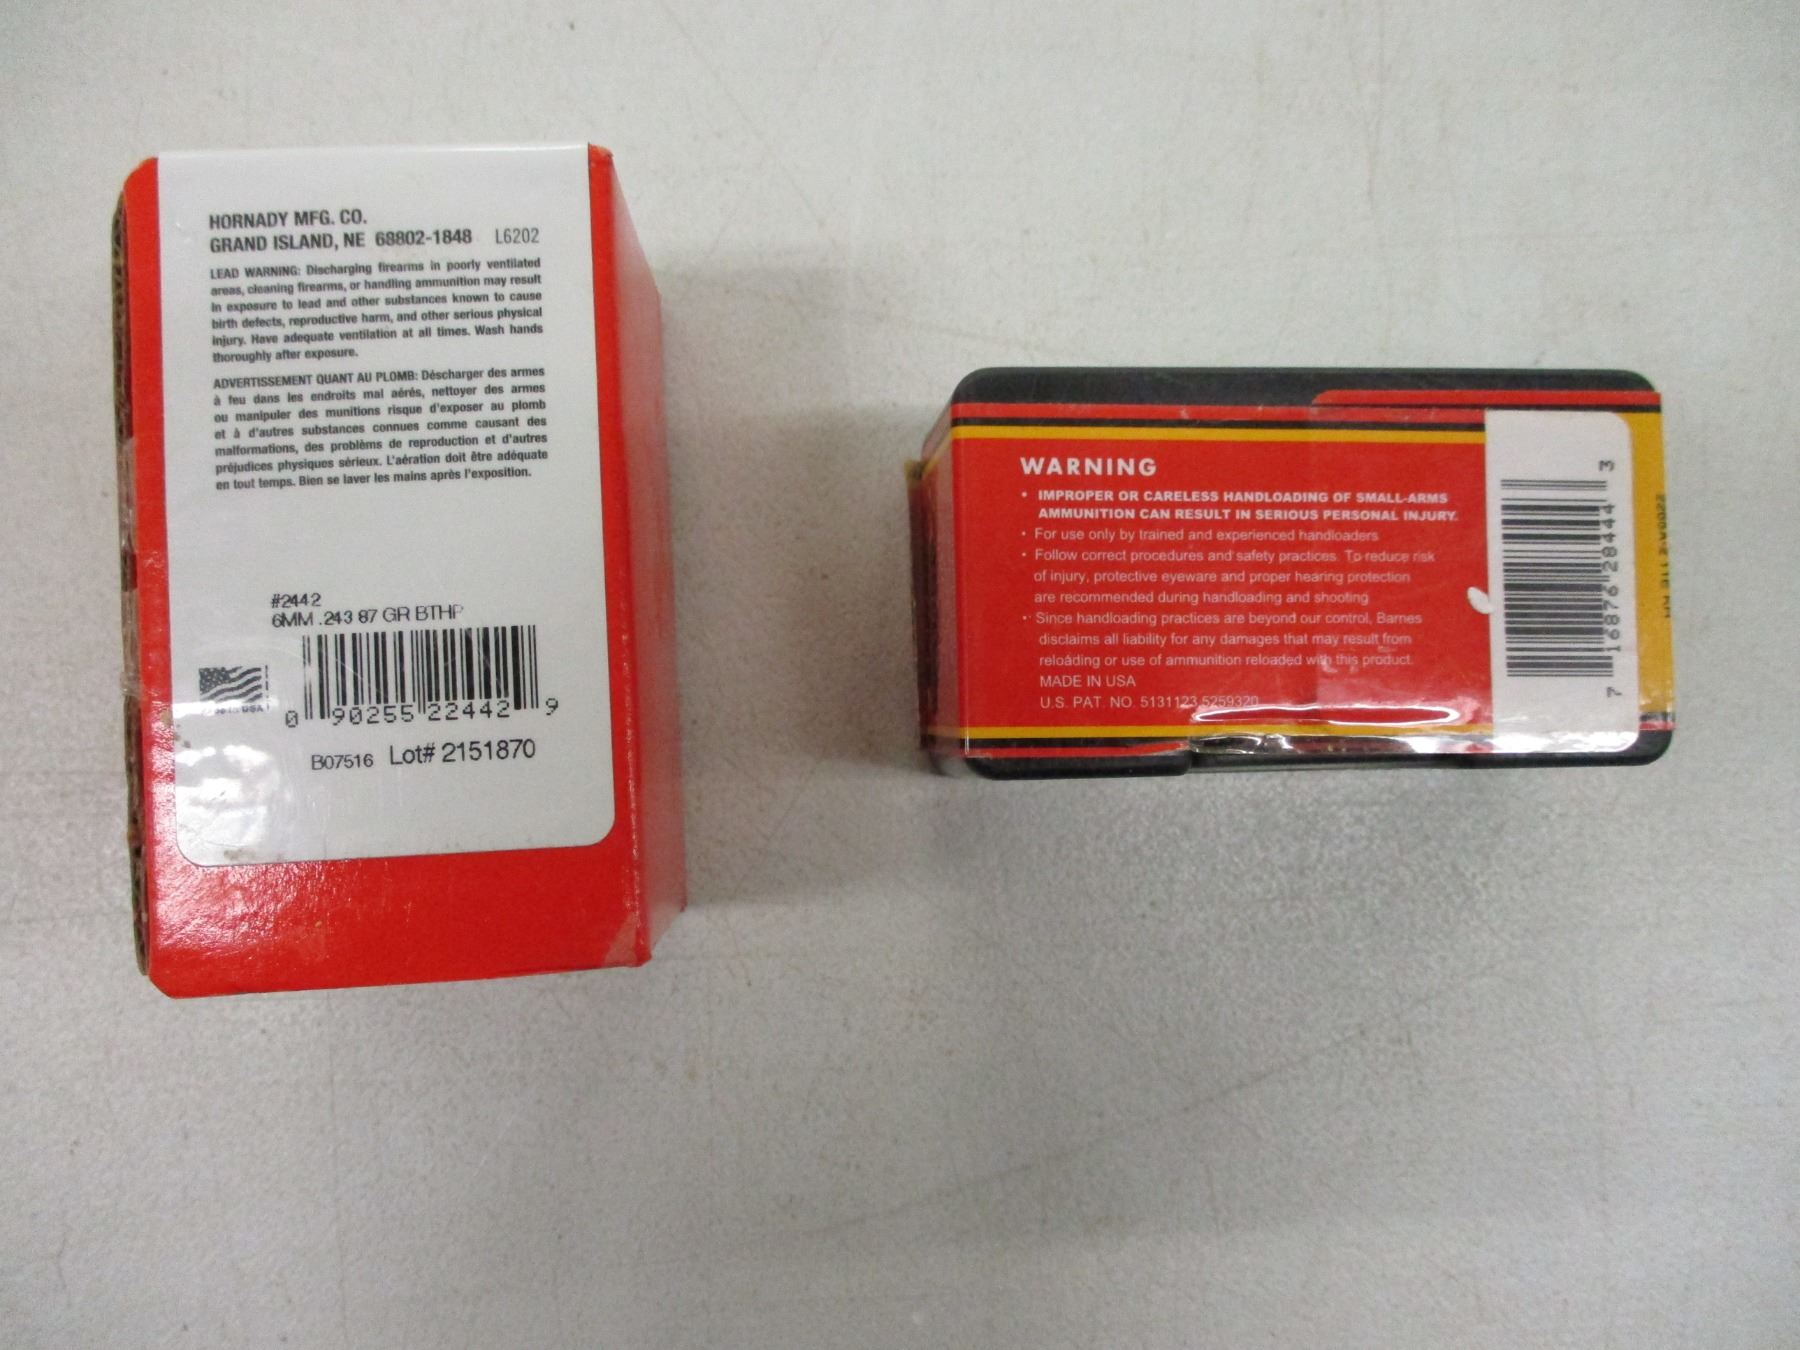 HORNADY MFG. CO.
GRAND ISLAND, NE 68802-1848 L6202
LEAD WARNING: Discharging firearms in poorly ventilated
areas, cleaning firearms, or handling ammunition may result
in exposure to lead and other substances known to cause
birth defects, reproductive harm, and other serious physical
injury. Have adequate ventilation at all times. Wash hands
thoroughly after exposure.
ADVERTISSEMENT QUANT AU PLOMB: Déscharger des armes
à feu dans les endroits mal aérés, nettoyer des armes
ou manipuler des munitions risque d'exposer au plomb
et à d'autres substances connues comme causant des
malformations, des problèms de reproduction et d'autres
préjudices physiques sérieux. L'aération doit être adéquate
en tout temps. Bien se laver les mains après l'exposition.
#2442
6MM .243 87 GR BTHP
0 90255 22442 9
B07516 Lot# 2151870
WARNING
• IMPROPER OR CARELESS HANDLOADING OF SMALL-ARMS
AMMUNITION CAN RESULT IN SERIOUS PERSONAL INJURY.
• For use only by trained and experienced handloaders
• Follow correct procedures and safety practices. To reduce risk
of injury, protective eyeware and proper hearing protection
are recommended during handloading and shooting
• Since handloading practices are beyond our control, Barnes
disclaims all liability for any damages that may result from
reloading or use of ammunition reloaded with this product.
MADE IN USA
U.S. PAT. NO. 5131123 5259320
7 16876 28444 3